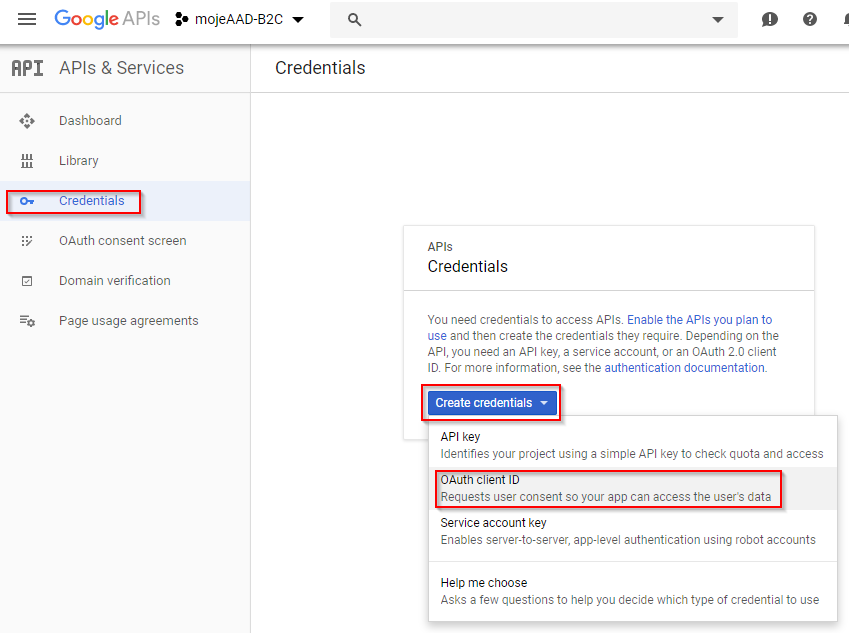 Google APIs
mojeAAD-B2C
API
APIs & Services
Credentials
Dashboard
Library
Credentials
OAuth consent screen
Domain verification
Page usage agreements
APIs
Credentials
You need credentials to access APIs. Enable the APIs you plan to
use and then create the credentials they require. Depending on the
API, you need an API key, a service account, or an OAuth 2.0 client
ID. For more information, see the authentication documentation.
Create credentials
API key
Identifies your project using a simple API key to check quota and access
OAuth client ID
Requests user consent so your app can access the user's data
Service account key
Enables server-to-server, app-level authentication using robot accounts
Help me choose
Asks a few questions to help you decide which type of credential to use